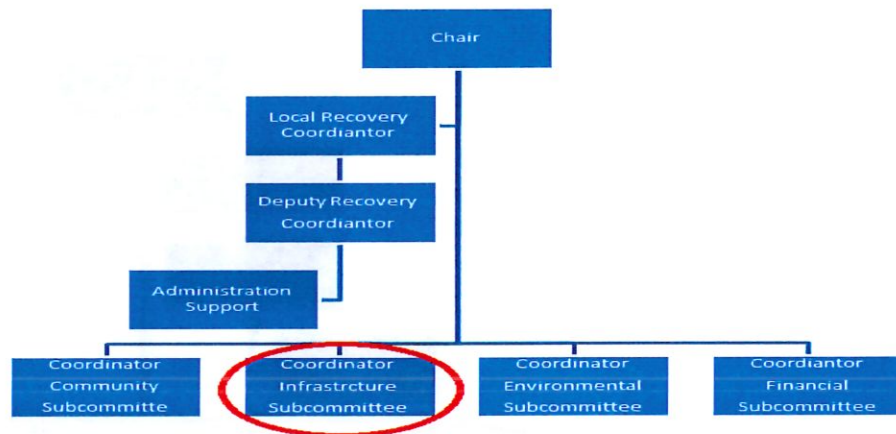 Chair
Local Recovery
Coordiantor
Deputy Recovery
Coordiantor
Administration
Support
Coordinator
Community
Subcommitte
Coordinator
Infrastrcture
Subcommittee
Coordinator
Environmental
Subcommittee
Coordiantor
Financial
Subcommittee